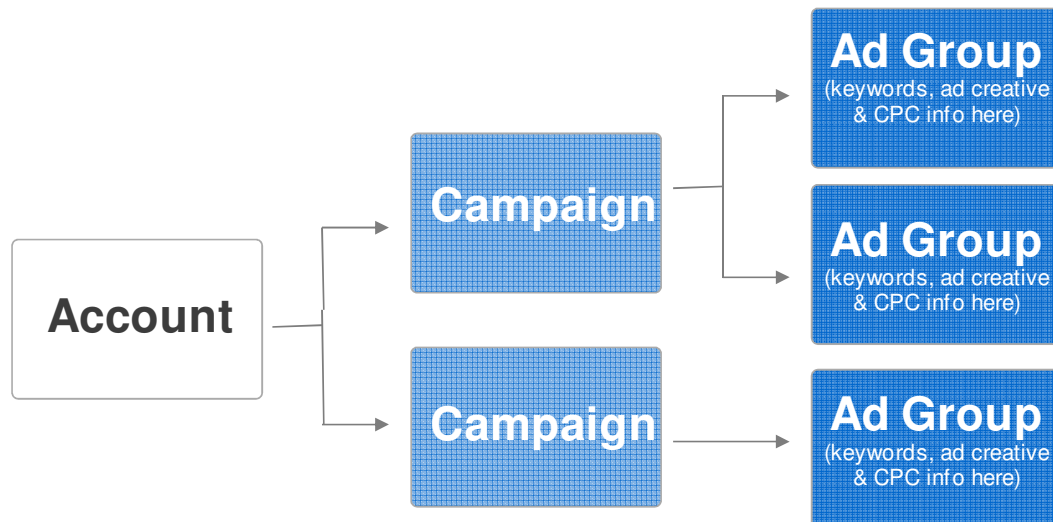 Account
Campaign
Campaign
Ad Group
(keywords, ad creative
& CPC info here)
Ad Group
(keywords, ad creative
& CPC info here)
Ad Group
(keywords, ad creative
& CPC info here)